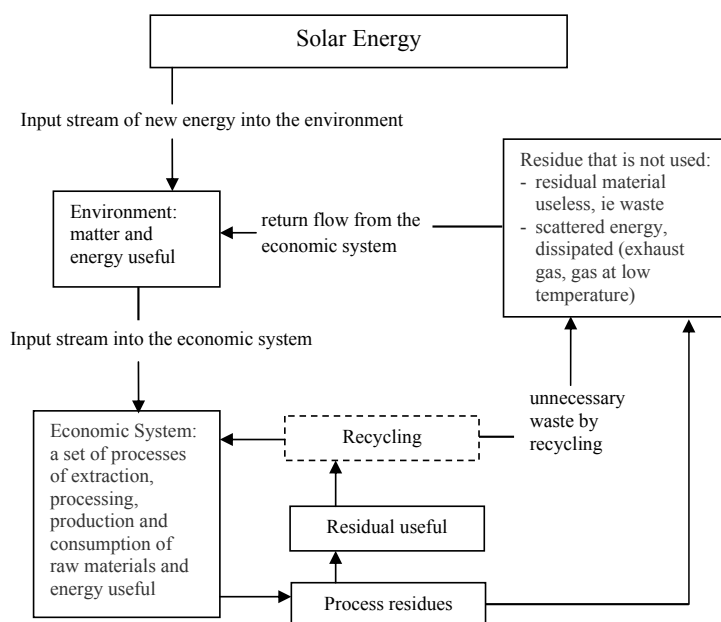 Solar Energy
Input stream of new energy into the environment
Residue that is not used:
- residual material
useless, ie waste
- scattered energy,
dissipated (exhaust
gas, gas at low
temperature)
Environment:
matter and
energy useful
return flow from the
economic system
Input stream into the economic system
unnecessary
waste by
recycling
Economic System:
a set of processes
of extraction,
processing,
production and
consumption of
raw materials and
energy useful
Recycling
Residual useful
Process residues